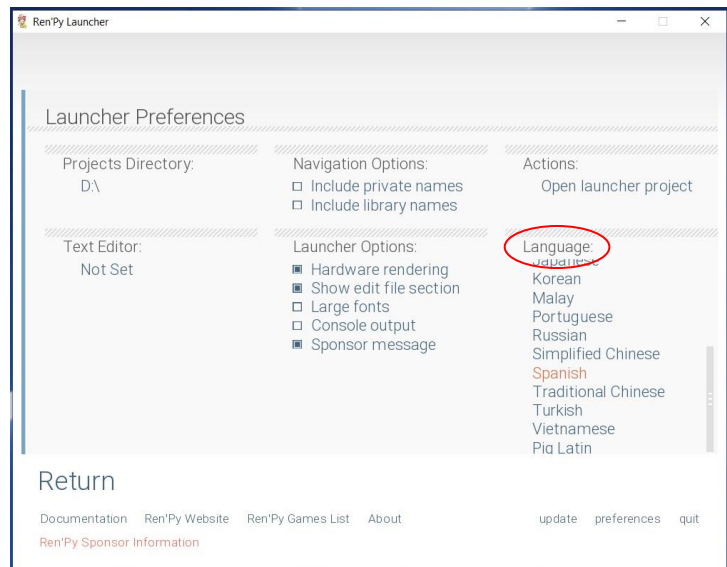 Ren'Py Launcher
Launcher Preferences
Projects Directory:
D:\
Navigation Options:
Include private names
Include library names
Actions:
Open launcher project
Text Editor:
Not Set
Launcher Options:
Hardware rendering
Show edit file section
Large fonts
Console output
Sponsor message
Language:
Japanese
Korean
Malay
Portuguese
Russian
Simplified Chinese
Spanish
Traditional Chinese
Turkish
Vietnamese
Pig Latin
Return
Documentation Ren'Py Website Ren'Py Games List About update preferences quit
Ren'Py Sponsor Information